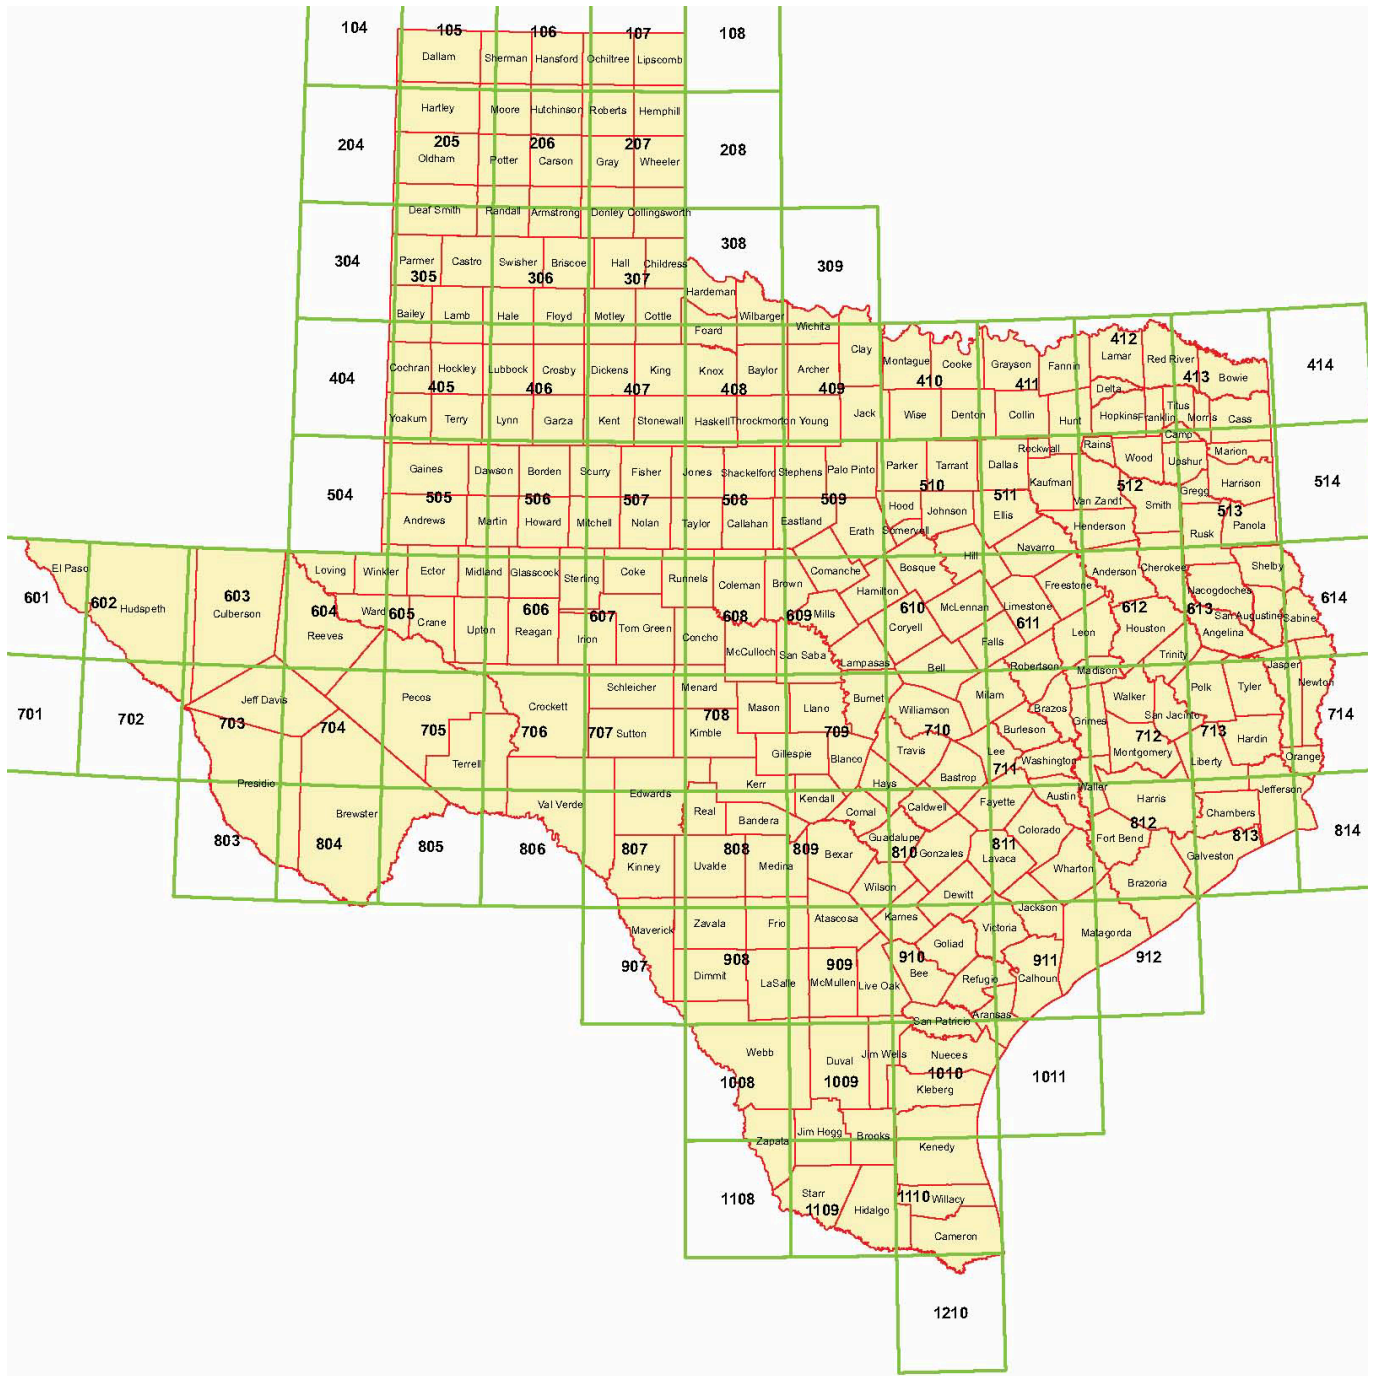 104 105 106 107 108
Dallam Sherman Hansford Ochiltree Lipscomb
Hartley Moore Hutchinson Roberts Hemphill
204 205 206 207 208
Oldham Potter Carson Gray Wheeler
Deaf Smith Randall Armstrong Donley Collingsworth
304 Parmer Castro Swisher Briscoe Hall Childress 308 309
305 306 307
Hardeman
Bailey Lamb Hale Floyd Motley Cottle Foard Wilbarger Wichita
412
Clay Montague Cooke Grayson Fannin Lamar Red River
404 Cochran Hockley Lubbock Crosby Dickens King Knox Baylor Archer 410 411 413 Bowie 414
405 406 407 408 409 Delta
Yoakum Terry Lynn Garza Kent Stonewall Haskell Throckmorton Young Jack Wise Denton Collin Hunt Hopkins Franklin Titus Morris Cass
Camp
Rockwall Rains Marion
Gaines Dawson Borden Scurry Fisher Jones Shackelford Stephens Palo Pinto Parker Tarrant Dallas Wood Upshur
504 505 506 507 508 509 510 511 Kaufman 512 Gregg Harrison 514
Hood Johnson Ellis Van Zandt Smith 513
Andrews Martin Howard Mitchell Nolan Taylor Callahan Eastland Erath Somervell Henderson Rusk Panola
Hill Navarro
El Paso Loving Winkler Ector Midland Glasscock Sterling Coke Runnels Coleman Brown Comanche Bosque Freestone Anderson Cherokee Shelby
601 602 Hudspeth 603 Culberson 604 Ward 605 Crane Hamilton Nacogdoches 614
Reeves Upton 606 Reagan 607 Irion Tom Green Concho 608 609 Mills 610 McLennan Limestone 611 612 613 San Augustine Sabine
Coryell Falls Leon Houston Angelina
McCulloch San Saba Lampasas Bell Robertson Madison Trinity Jasper
701 702 Jeff Davis Pecos Crockett Schleicher Menard Mason Llano Burnet Milam Walker Polk Tyler Newton
703 704 705 706 707 Sutton 708 Kimble 709 Williamson 710 Brazos Grimes San Jacinto 712 713 Hardin 714
Burleson
Terrell Gillespie Blanco Travis Lee 711 Washington Montgomery Liberty Orange
Presidio Edwards Kerr Hays Bastrop Waller Jefferson
Brewster Val Verde Real Bandera Kendall Comal Caldwell Fayette Austin Harris Chambers
803 804 805 806 807 808 809 Guadalupe 810 811 Colorado 812 Fort Bend 813 814
Kinney Uvalde Medina Bexar Gonzales Lavaca Wharton Galveston
Wilson Dewitt Brazoria
Maverick Zavala Frio Atascosa Karnes Jackson
Victoria Matagorda
Goliad
907 908 909 910 911 912
Dimmit LaSalle McMullen Live Oak Bee Refugio Calhoun
San Patricio Aransas
Webb Duval Jim Wells Nueces
1008 1009 1010 1011
Kleberg
Zapata Jim Hogg Brooks Kenedy
1108 Starr 1109 Hidalgo 1110 Willacy
Cameron
1210